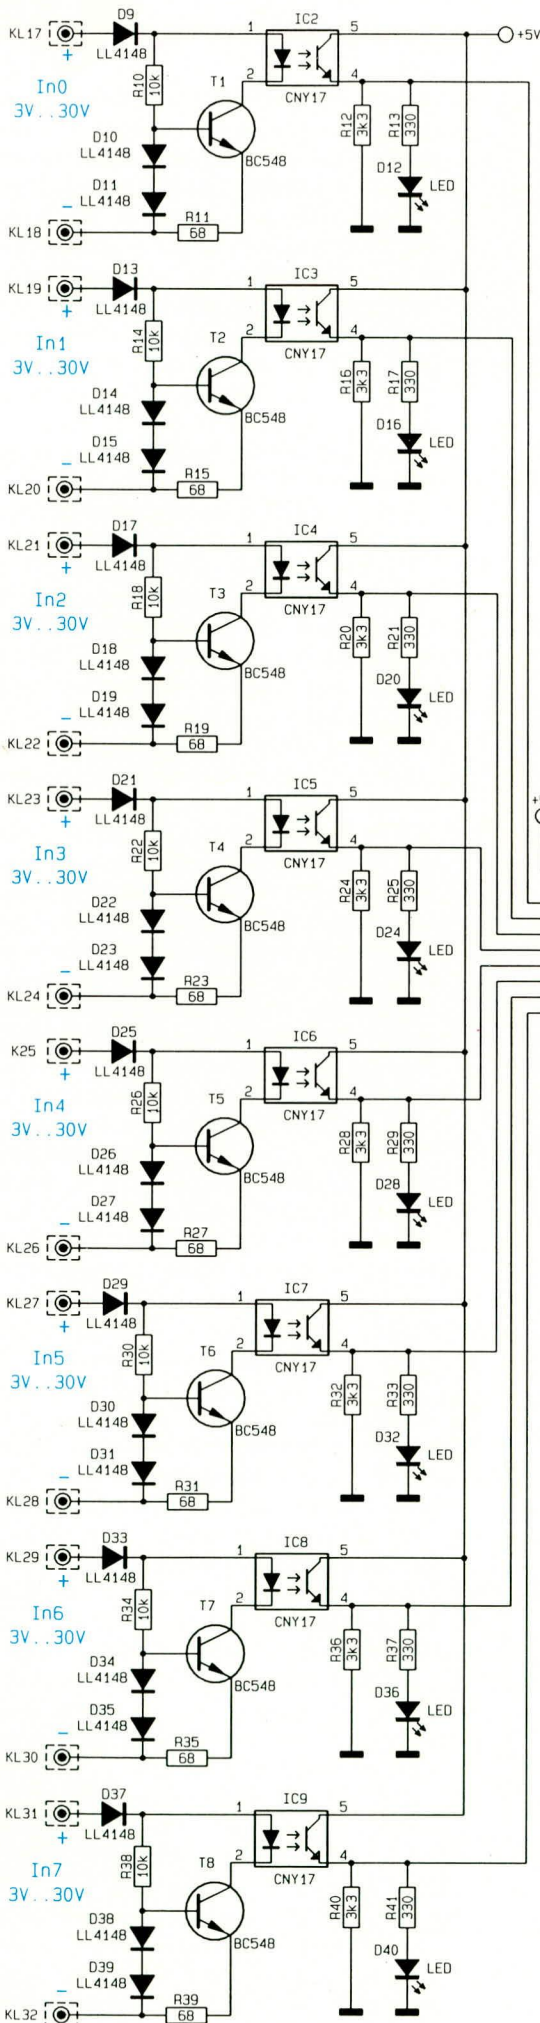 D9
IC2
KL17
+
LL4148
1
5
+5V
In0
3V..30V
R10
10k
T1
2
4
CNY17
R12
3k3
R13
330
D10
LL4148
BC548
D12
LED
D11
LL4148
R11
68
KL18
-
D13
IC3
KL19
+
LL4148
1
5
In1
3V..30V
R14
10k
T2
2
4
CNY17
R16
3k3
R17
330
D14
LL4148
BC548
D16
LED
D15
LL4148
R15
68
KL20
-
D17
IC4
KL21
+
LL4148
1
5
In2
3V..30V
R18
10k
T3
2
4
CNY17
R20
3k3
R21
330
D18
LL4148
BC548
D20
LED
D19
LL4148
R19
68
KL22
-
D21
IC5
KL23
+
LL4148
1
5
+
In3
3V..30V
R22
10k
T4
2
4
CNY17
R24
3k3
R25
330
D22
LL4148
BC548
D24
LED
D23
LL4148
R23
68
KL24
-
D25
IC6
K25
+
LL4148
1
5
In4
3V..30V
R26
10k
T5
2
4
CNY17
R28
3k3
R29
330
D26
LL4148
BC548
D28
LED
D27
LL4148
R27
68
KL26
-
D29
IC7
KL27
+
LL4148
1
5
In5
3V..30V
R30
10k
T6
2
4
CNY17
R32
3k3
R33
330
D30
LL4148
BC548
D32
LED
D31
LL4148
R31
68
KL28
-
D33
IC8
KL29
+
LL4148
1
5
In6
3V..30V
R34
10k
T7
2
4
CNY17
R36
3k3
R37
330
D34
LL4148
BC548
D36
LED
D35
LL4148
R35
68
KL30
-
D37
IC9
KL31
+
LL4148
1
5
In7
3V..30V
R38
10k
T8
2
4
CNY17
R40
3k3
R41
330
D38
LL4148
BC548
D40
LED
D39
LL4148
R39
68
KL32
-